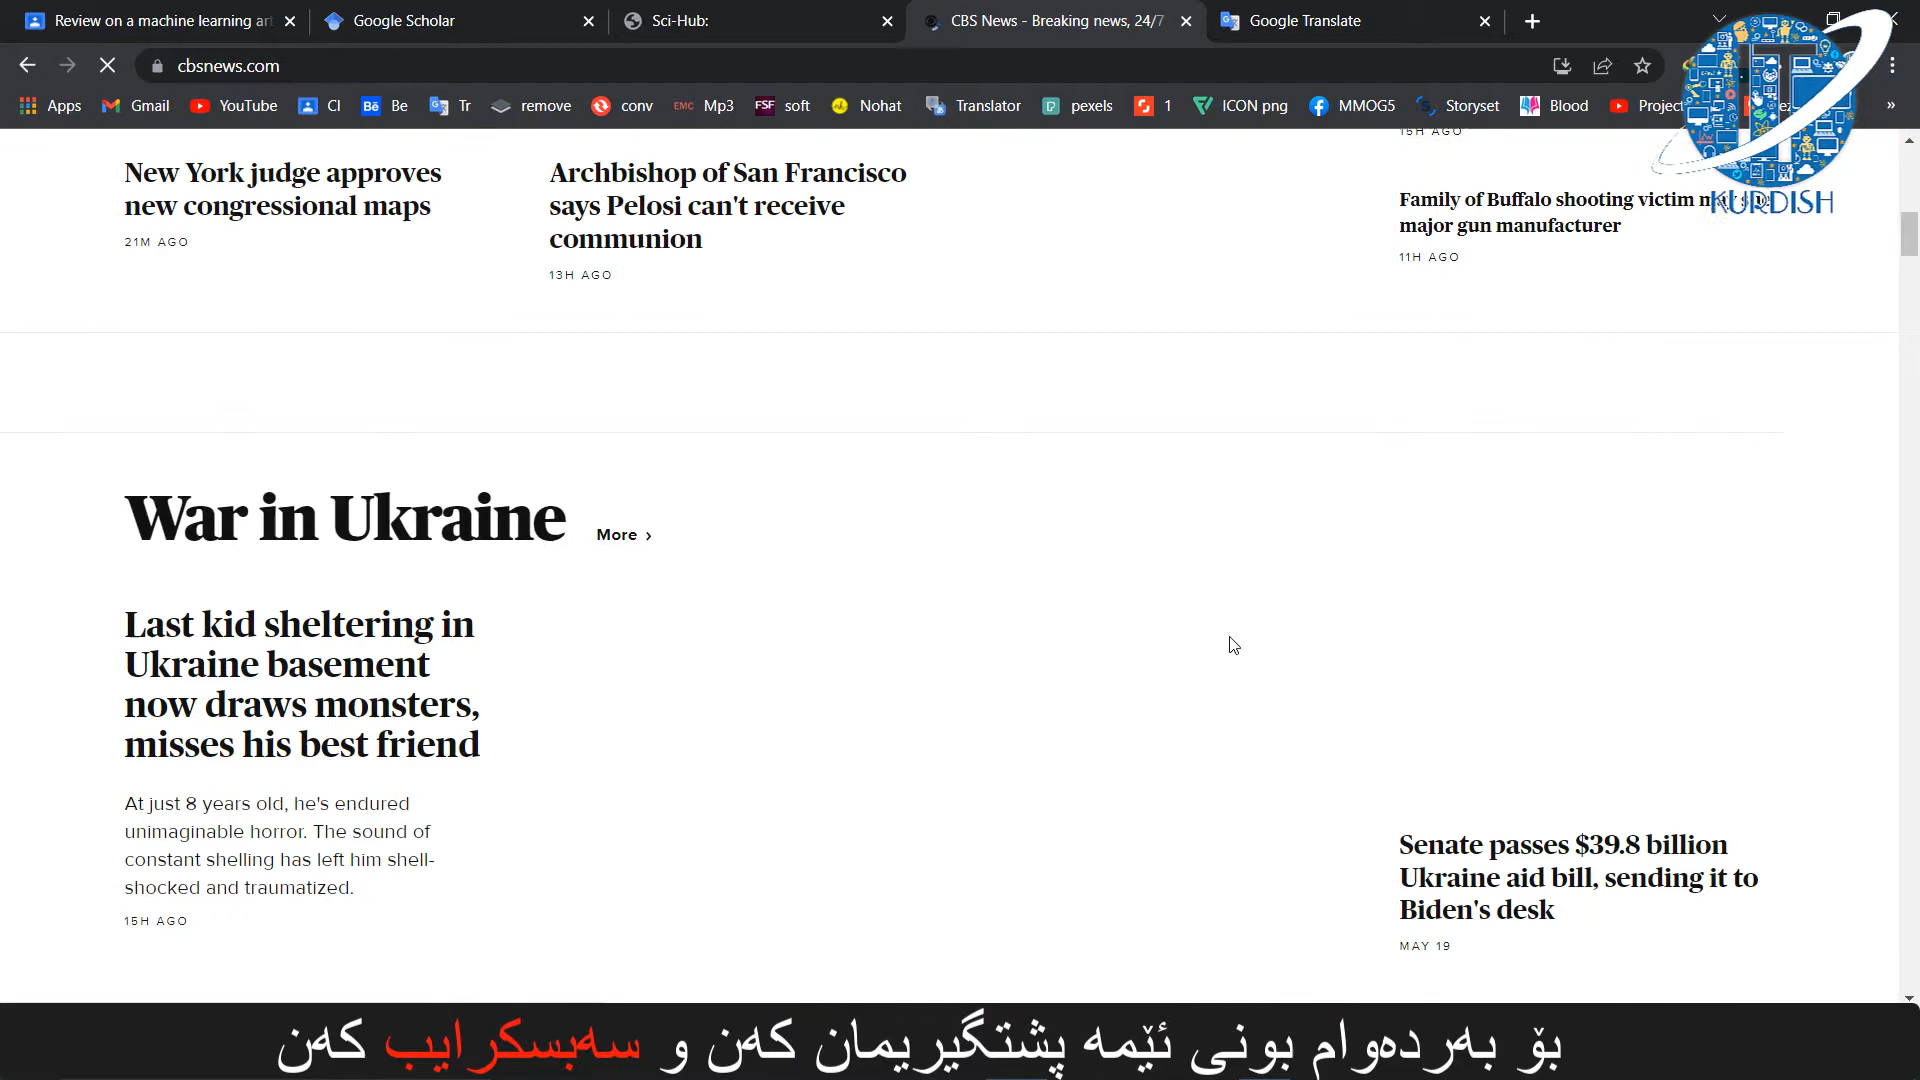 Review on a machine learning art
Google Scholar
Sci-Hub:
CBS News - Breaking news, 24/7
Google Translate
cbsnews.com
Apps Gmail YouTube CI Be Tr remove conv Mp3 soft Nohat Translator pexels 1 ICON png MMOG5 Storyset Blood Project
KURDISH
15H AGO
New York judge approves
new congressional maps
21M AGO
Archbishop of San Francisco
says Pelosi can't receive
communion
13H AGO
Family of Buffalo shooting victim may
major gun manufacturer
11H AGO
War in Ukraine More ›
Last kid sheltering in
Ukraine basement
now draws monsters,
misses his best friend
At just 8 years old, he's endured
unimaginable horror. The sound of
constant shelling has left him shell-
shocked and traumatized.
15H AGO
Senate passes $39.8 billion
Ukraine aid bill, sending it to
Biden's desk
MAY 19
بۆ بەردەوام بونی ئێمە پشتگیریمان کەن و سەبسکرایب کەن